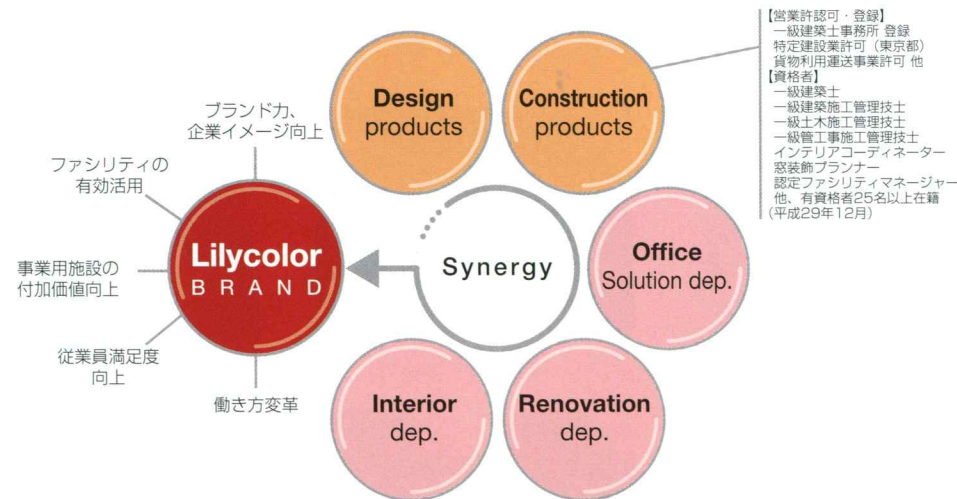 【営業許認可・登録】
一級建築士事務所 登録
特定建設業許可（東京都）
貨物利用運送事業許可 他
【資格者】
一級建築士
一級建築施工管理技士
一級土木施工管理技士
一級管工事施工管理技士
インテリアコーディネーター
窓装飾プランナー
認定ファシリティマネージャー
他、有資格者25名以上在籍
（平成29年12月）
Design
products
Construction
products
ブランド力、
企業イメージ向上
ファシリティの
有効活用
事業用施設の
付加価値向上
従業員満足度
向上
働き方変革
Lilycolor
BRAND
Synergy
Office
Solution dep.
Interior
dep.
Renovation
dep.